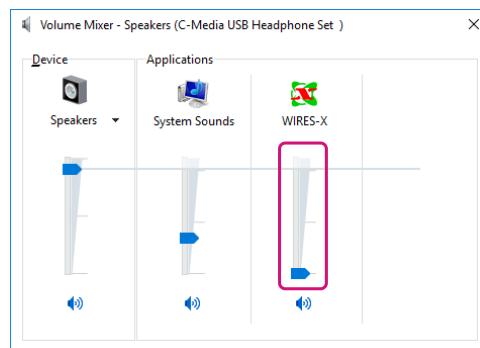 Volume Mixer - Speakers (C-Media USB Headphone Set  )
Device
Applications
Speakers
System Sounds
WIRES-X